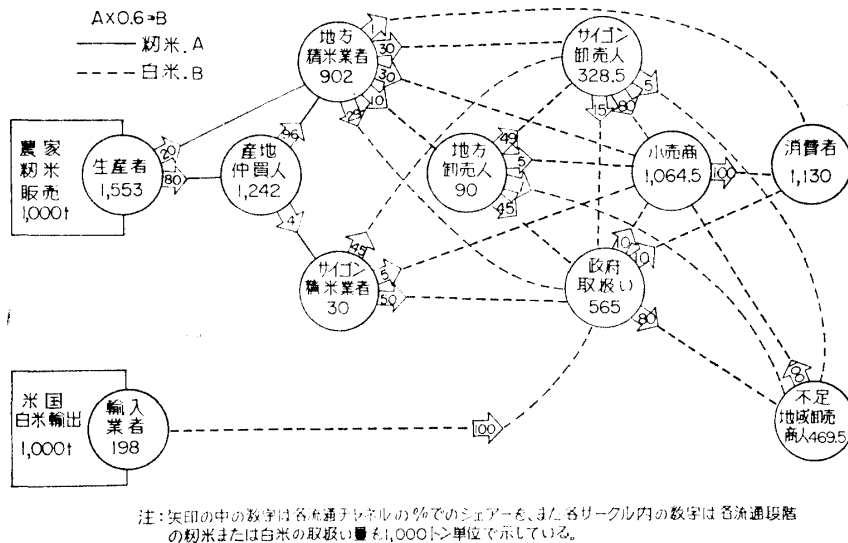 A×0.6=B
籾米.A
白米.B
農家
籾米
販売
1,000t
生産者
1,553
20
80
産地
仲買人
1,242
96
4
地方
精米業者
902
1
30
30
10
29
サイゴン
精米業者
30
45
5
50
サイゴン
卸売人
328.5
5
80
15
地方
卸売人
90
49
5
45
小売商
1,064.5
100
消費者
1,130
政府
取扱い
565
10
10
80
不足
地域卸売
商人469.5
米国
白米輸出
1,000t
輸入
業者
198
100
注:矢印の中の数字は各流通チャネルの%でのシェアーを、また各サークル内の数字は各流通段階
の籾米または白米の取扱い量を1,000トン単位で示している。